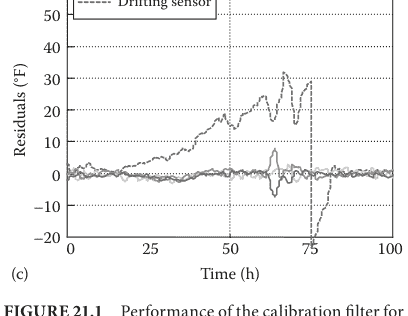 Drifting sensor
50
40
30
20
10
0
−10
−20
0 25 50 75 100
Residuals (°F)
(c) Time (h)
FIGURE 21.1 Performance of the calibration filter for